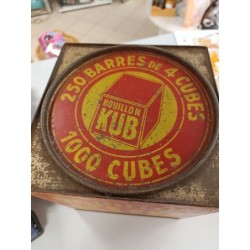 250 BARRES DE 4 CUBES
BOUILLON
KUB
1000 CUBES